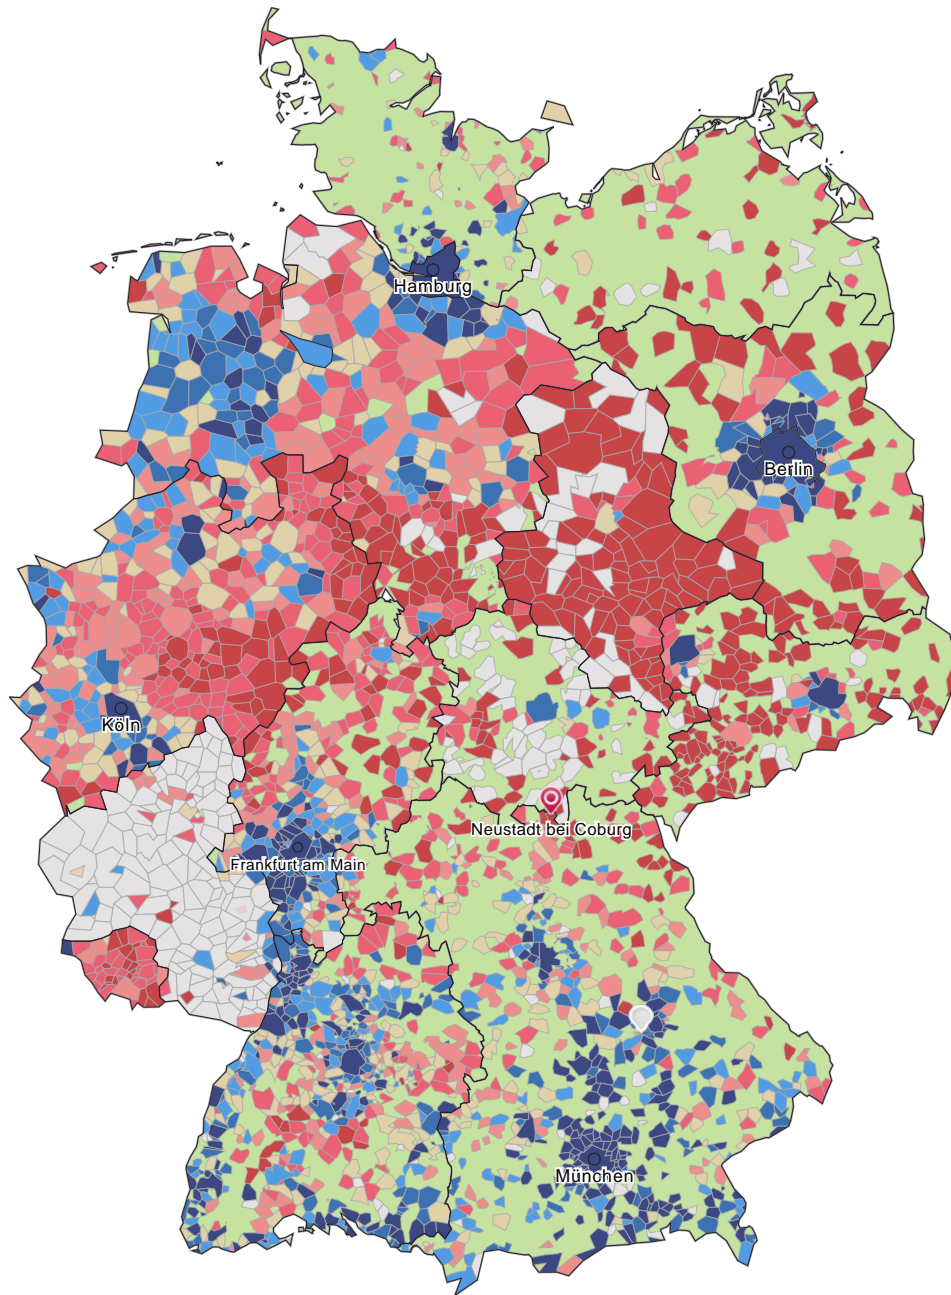 Hamburg
Berlin
Köln
Neustadt bei Coburg
Frankfurt am Main
München